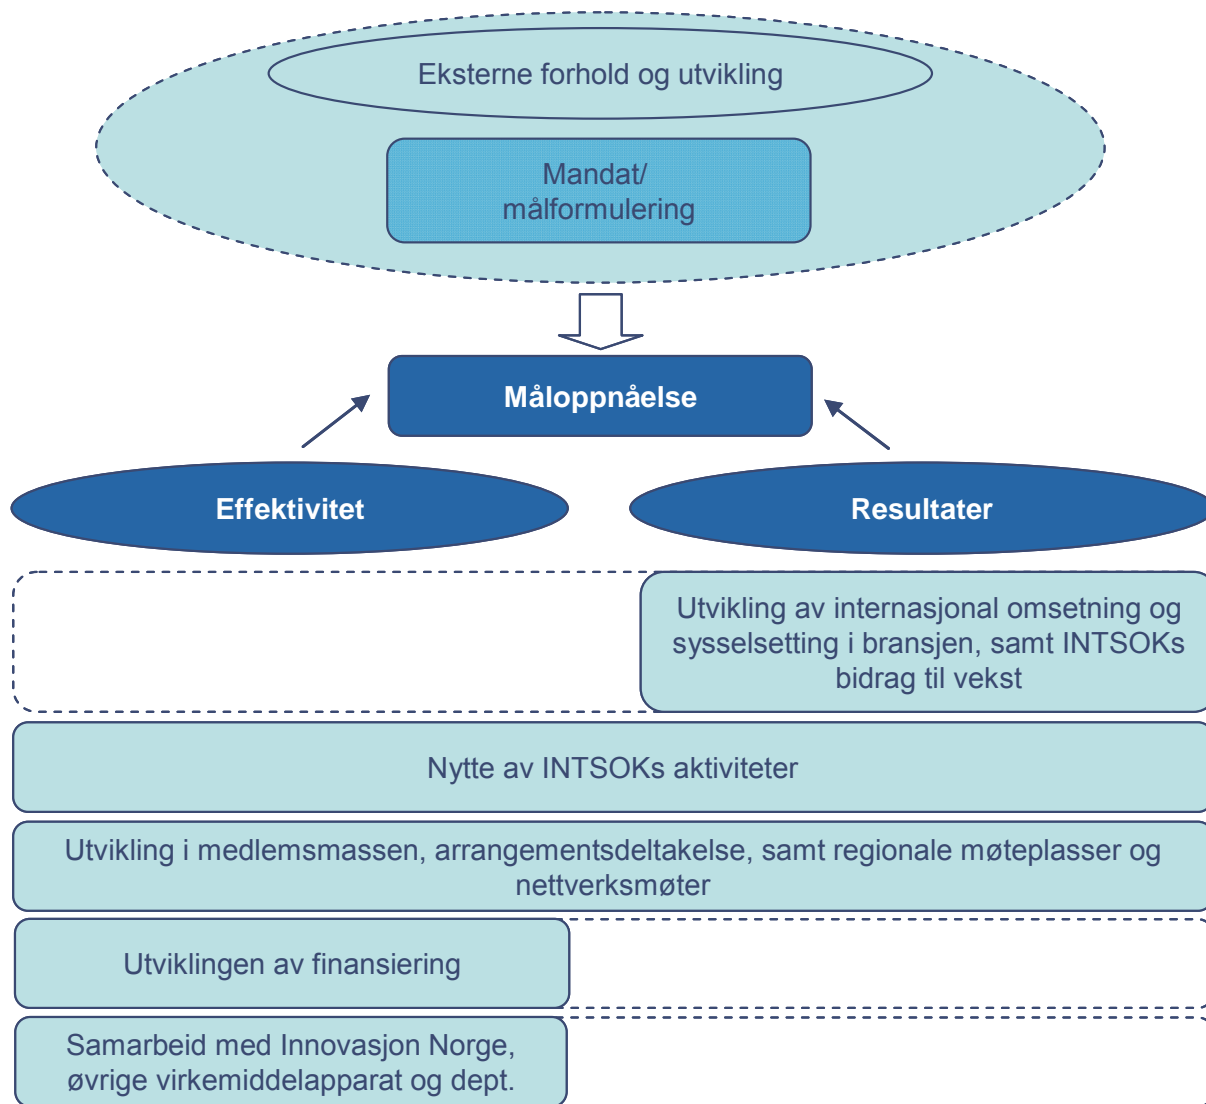 Eksterne forhold og utvikling
Mandat/
målformulering
Måloppnåelse
Effektivitet
Resultater
Utvikling av internasjonal omsetning og
sysselsetting i bransjen, samt INTSOKs
bidrag til vekst
Nytte av INTSOKs aktiviteter
Utvikling i medlemsmassen, arrangementsdeltakelse, samt regionale møteplasser og
nettverksmøter
Utviklingen av finansiering
Samarbeid med Innovasjon Norge,
øvrige virkemiddelapparat og dept.